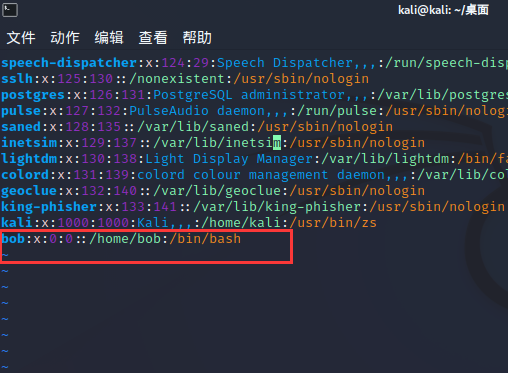 kali@kali: ~/桌面
文件 动作 编辑 查看 帮助
speech-dispatcher:x:124:29:Speech Dispatcher,,,:/run/speech-disp
sslh:x:125:130::/nonexistent:/usr/sbin/nologin
postgres:x:126:131:PostgreSQL administrator,,,:/var/lib/postgres
pulse:x:127:132:PulseAudio daemon,,,:/run/pulse:/usr/sbin/nologin
saned:x:128:135::/var/lib/saned:/usr/sbin/nologin
inetsim:x:129:137::/var/lib/inetsim:/usr/sbin/nologin
lightdm:x:130:138:Light Display Manager:/var/lib/lightdm:/bin/fa
colord:x:131:139:colord colour management daemon,,,:/var/lib/col
geoclue:x:132:140::/var/lib/geoclue:/usr/sbin/nologin
king-phisher:x:133:141::/var/lib/king-phisher:/usr/sbin/nologin
kali:x:1000:1000:Kali,,,:/home/kali:/usr/bin/zs
bob:x:0:0::/home/bob:/bin/bash
~
~
~
~
~
~
~
~